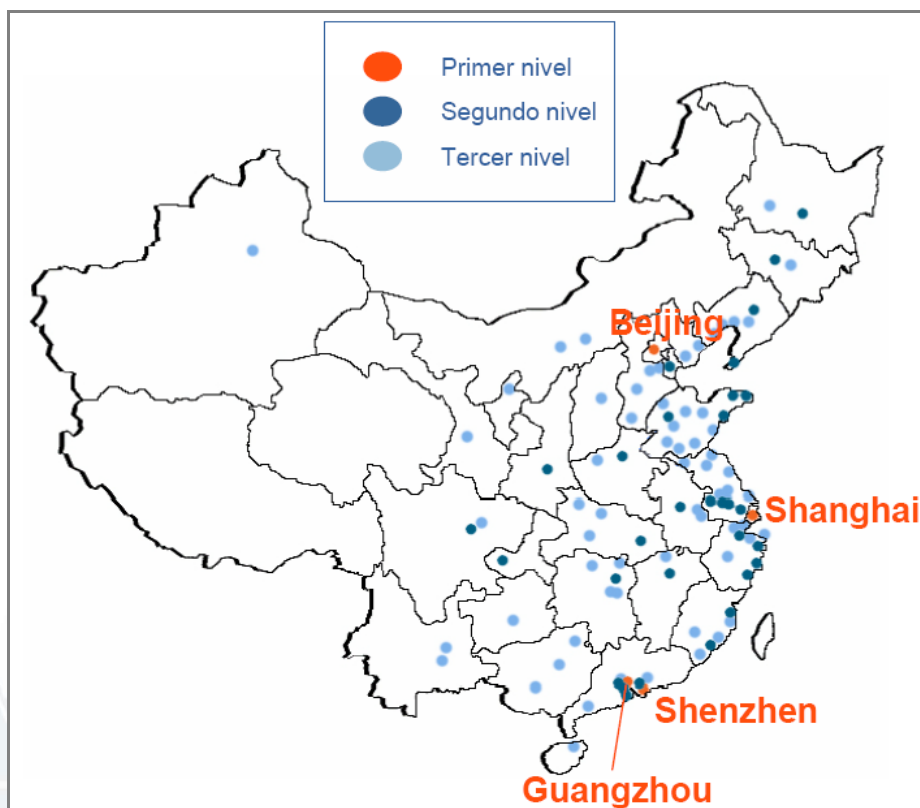 Primer nivel
Segundo nivel
Tercer nivel
Beijing
Shanghai
Shenzhen
Guangzhou